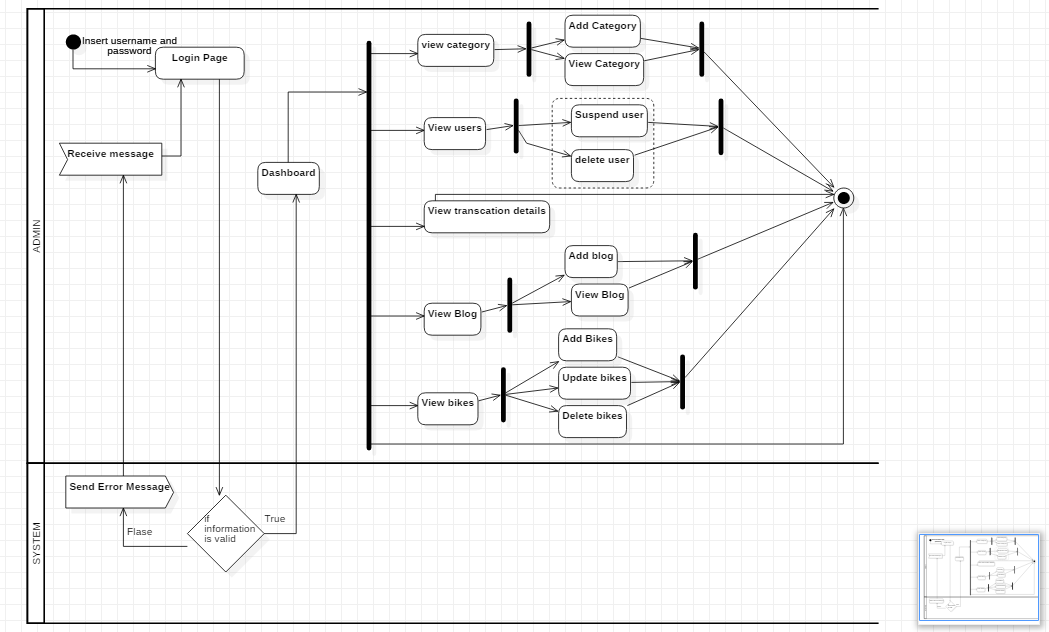 ADMIN
Insert username and
password
Login Page
Receive message
Dashboard
view category
Add Category
View Category
View users
Suspend user
delete user
View transcation details
View Blog
Add blog
View Blog
View bikes
Add Bikes
Update bikes
Delete bikes
SYSTEM
Send Error Message
Flase
if
information
is valid
True